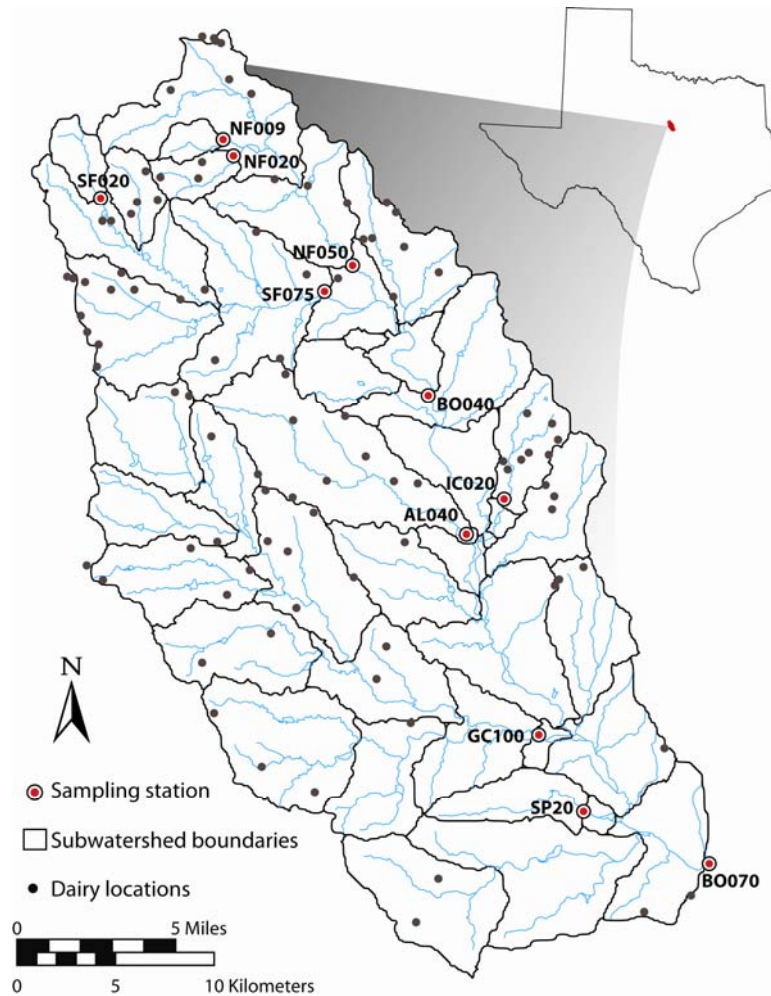 NF009
NF020
SF020
NF050
SF075
BO040
IC020
AL040
N
GC100
Sampling station
SP20
Subwatershed boundaries
BO070
Dairy locations
5 Miles
0 5 10 Kilometers